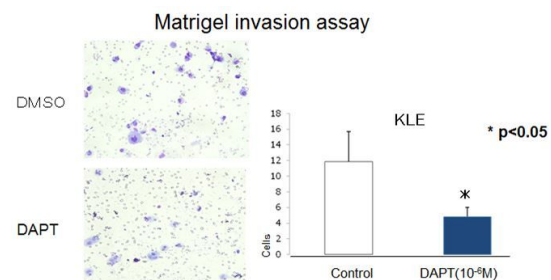 Matrigel invasion assay
DMSO
DAPT
KLE
* p<0.05
18
16
14
12
10
8
6
4
2
0
Cells
*
Control
DAPT(10⁻⁶M)